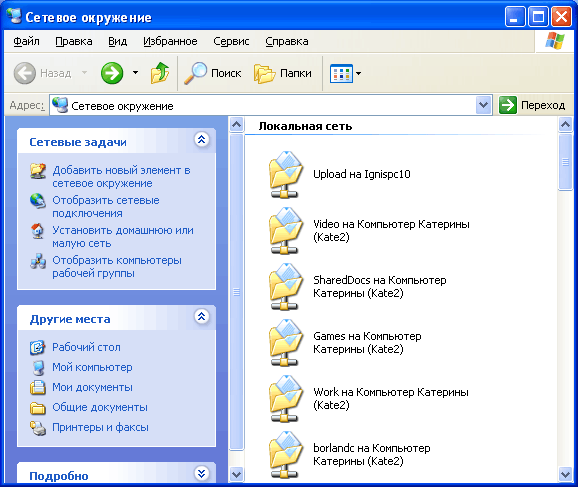 Сетевое окружение
Файл Правка Вид Избранное Сервис Справка
Назад Поиск Папки
Адрес: Сетевое окружение Переход
Сетевые задачи
Добавить новый элемент в
сетевое окружение
Отобразить сетевые
подключения
Установить домашнюю или
малую сеть
Отобразить компьютеры
рабочей группы
Другие места
Рабочий стол
Мой компьютер
Мои документы
Общие документы
Принтеры и факсы
Подробно
Локальная сеть
Upload на Ignispc10
Video на Компьютер Катерины
(Kate2)
SharedDocs на Компьютер
Катерины (Kate2)
Games на Компьютер
Катерины (Kate2)
Work на Компьютер Катерины
(Kate2)
borlandc на Компьютер
Катерины (Kate2)